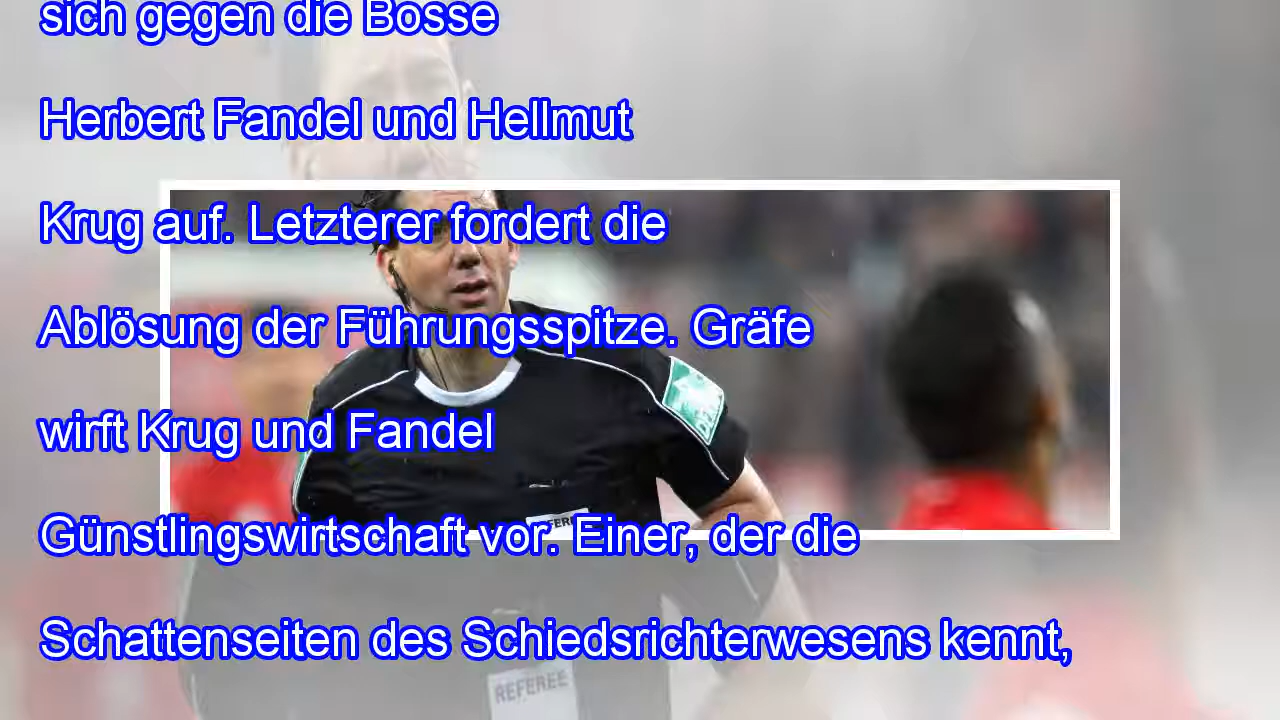 sich gegen die Bosse
Herbert Fandel und Hellmut
Krug auf. Letzterer fordert die
Ablösung der Führungsspitze. Gräfe
wirft Krug und Fandel
Günstlingswirtschaft vor. Einer, der die
Schattenseiten des Schiedsrichterwesens kennt,
REFEREE